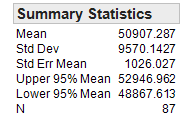 Summary Statistics
Mean 50907.287
Std Dev 9570.1427
Std Err Mean 1026.027
Upper 95% Mean 52946.962
Lower 95% Mean 48867.613
N 87